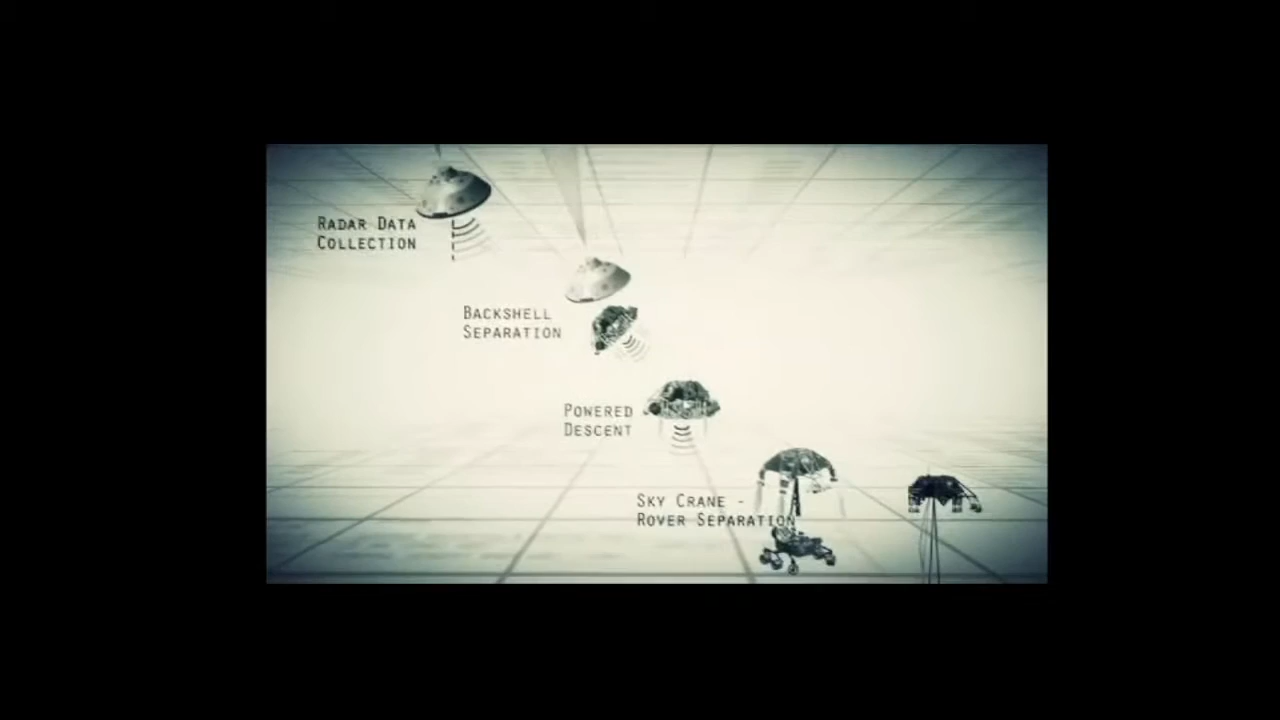 RADAR DATA
COLLECTION
BACKSHELL
SEPARATION
POWERED
DESCENT
SKY CRANE -
ROVER SEPARATION